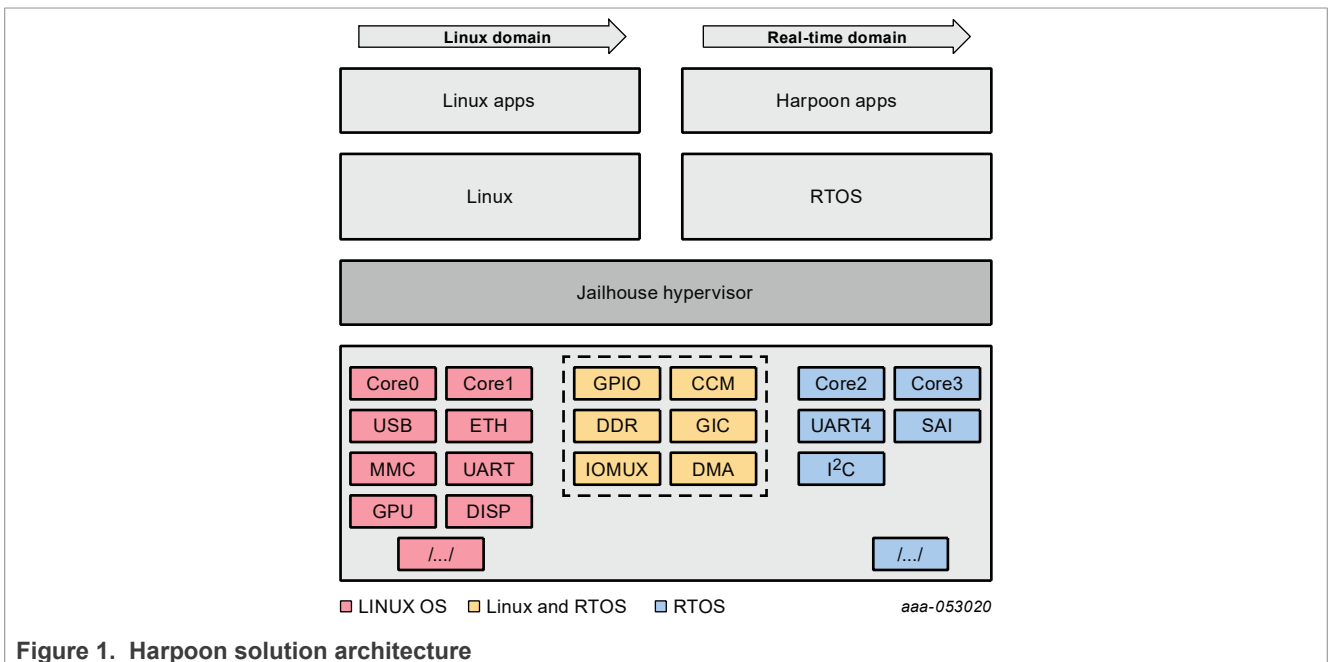 Linux domain Real-time domain
Linux apps Harpoon apps
Linux RTOS
Jailhouse hypervisor
Core0 Core1 GPIO CCM Core2 Core3
USB ETH DDR GIC UART4 SAI
MMC UART IOMUX DMA I²C
GPU DISP
/.../ /.../
LINUX OS Linux and RTOS RTOS aaa-053020
Figure 1. Harpoon solution architecture